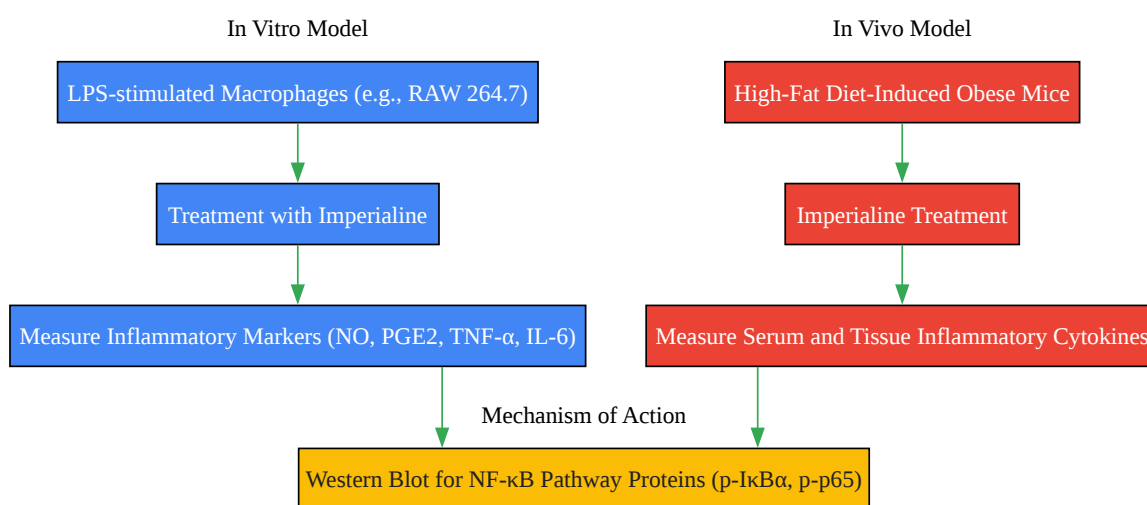 In Vitro Model
LPS-stimulated Macrophages (e.g., RAW 264.7)
Treatment with Imperialine
Measure Inflammatory Markers (NO, PGE2, TNF-α, IL-6)
In Vivo Model
High-Fat Diet-Induced Obese Mice
Imperialine Treatment
Measure Serum and Tissue Inflammatory Cytokines
Mechanism of Action
Western Blot for NF-κB Pathway Proteins (p-IκBα, p-p65)